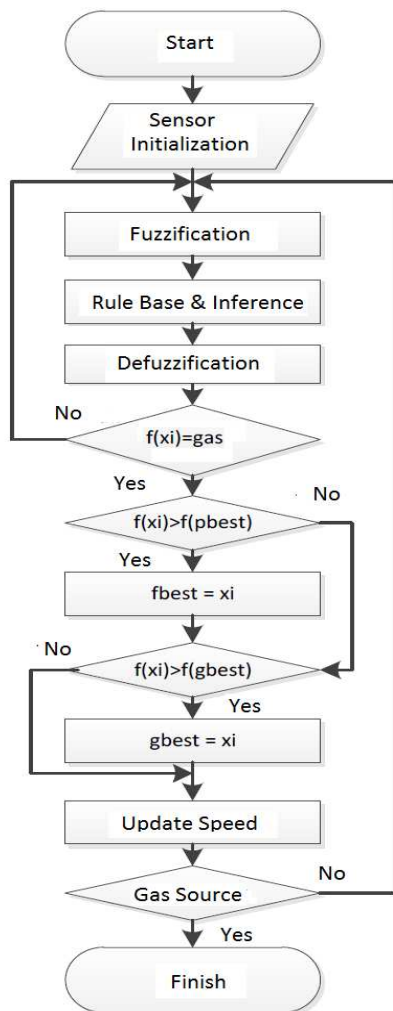 Start
Sensor
Initialization
Fuzzification
Rule Base & Inference
Defuzzification
No
f(xi)=gas
Yes
No
f(xi)>f(pbest)
Yes
fbest = xi
No
f(xi)>f(gbest)
Yes
gbest = xi
Update Speed
No
Gas Source
Yes
Finish